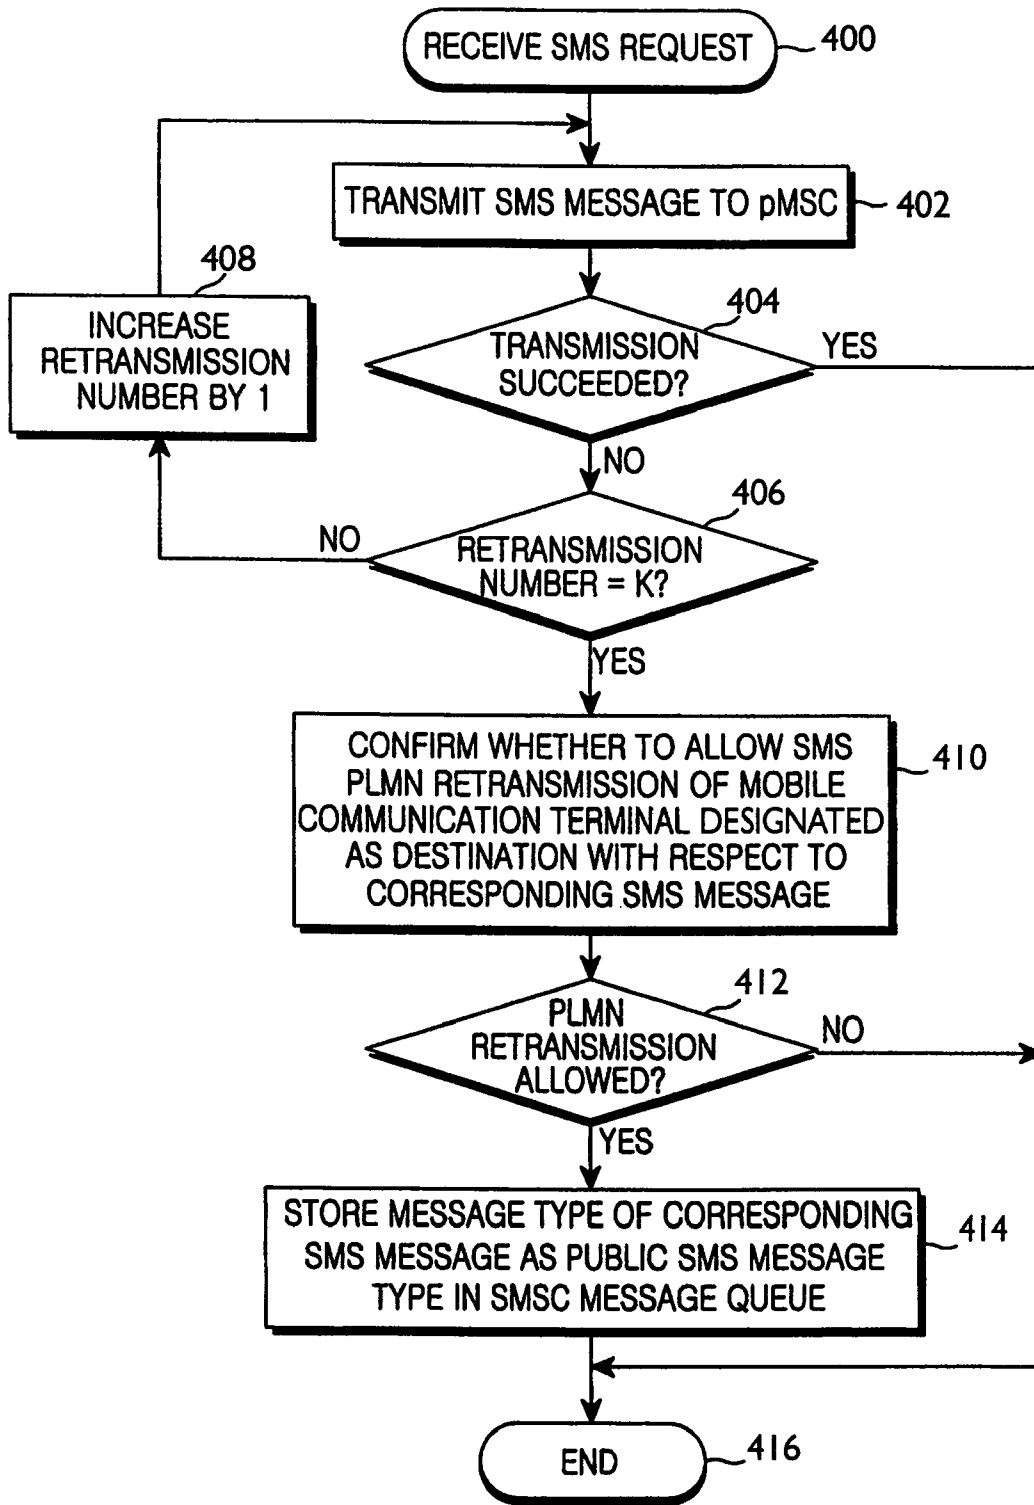 RECEIVE SMS REQUEST
400
TRANSMIT SMS MESSAGE TO pMSC
402
408
INCREASE
RETRANSMISSION
NUMBER BY 1
404
TRANSMISSION
SUCCEEDED?
YES
NO
406
RETRANSMISSION
NUMBER = K?
NO
YES
CONFIRM WHETHER TO ALLOW SMS
PLMN RETRANSMISSION OF MOBILE
COMMUNICATION TERMINAL DESIGNATED
AS DESTINATION WITH RESPECT TO
CORRESPONDING SMS MESSAGE
410
412
PLMN
RETRANSMISSION
ALLOWED?
NO
YES
STORE MESSAGE TYPE OF CORRESPONDING
SMS MESSAGE AS PUBLIC SMS MESSAGE
TYPE IN SMSC MESSAGE QUEUE
414
END
416